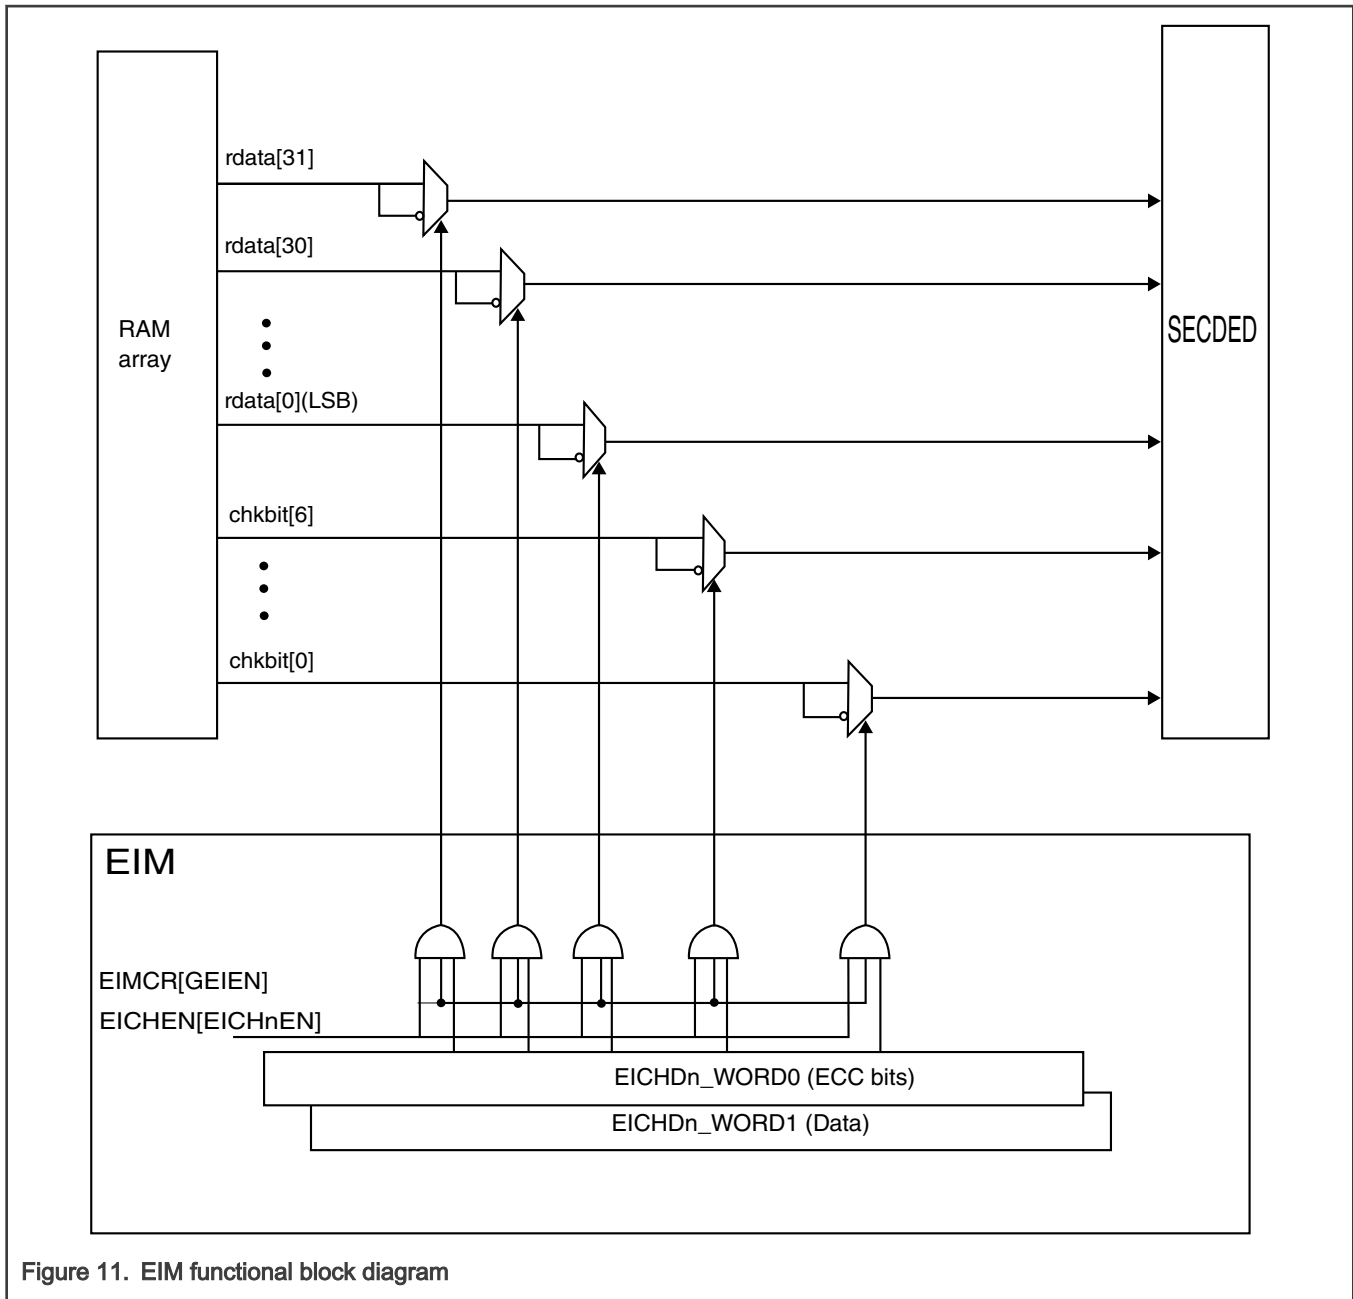 rdata[31]
rdata[30]
RAM
array
SECDED
rdata[0](LSB)
chkbit[6]
chkbit[0]
EIM
EIMCR[GEIEN]
EICHEN[EICHnEN]
EICHDn_WORD0 (ECC bits)
EICHDn_WORD1 (Data)
Figure 11. EIM functional block diagram